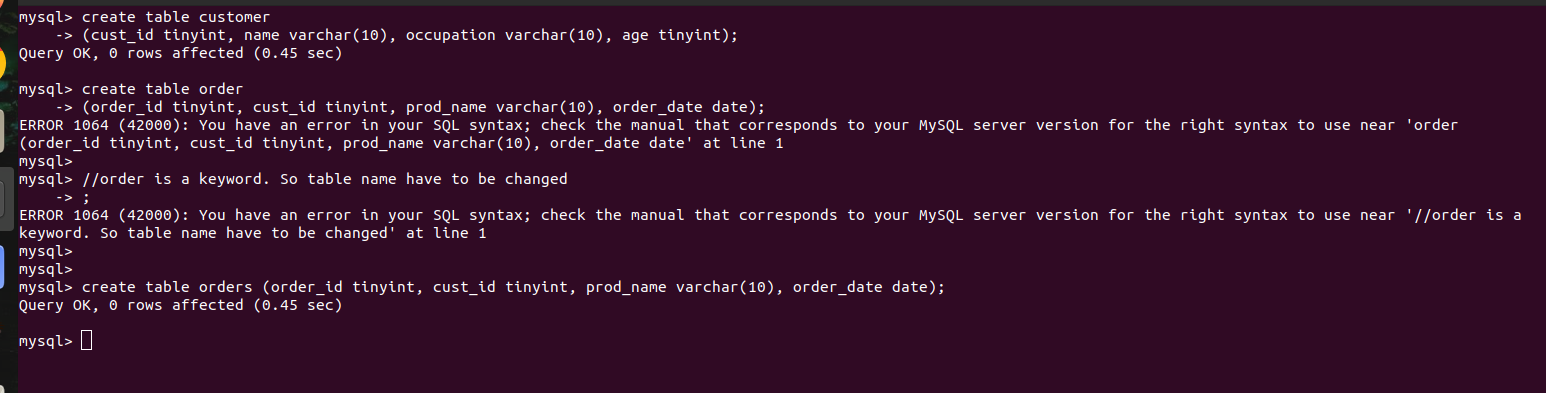 mysql> create table customer
    -> (cust_id tinyint, name varchar(10), occupation varchar(10), age tinyint);
Query OK, 0 rows affected (0.45 sec)
mysql> create table order
    -> (order_id tinyint, cust_id tinyint, prod_name varchar(10), order_date date);
ERROR 1064 (42000): You have an error in your SQL syntax; check the manual that corresponds to your MySQL server version for the right syntax to use near 'order
(order_id tinyint, cust_id tinyint, prod_name varchar(10), order_date date' at line 1
mysql>
mysql> //order is a keyword. So table name have to be changed
    -> ;
ERROR 1064 (42000): You have an error in your SQL syntax; check the manual that corresponds to your MySQL server version for the right syntax to use near '//order is a
keyword. So table name have to be changed' at line 1
mysql>
mysql>
mysql> create table orders (order_id tinyint, cust_id tinyint, prod_name varchar(10), order_date date);
Query OK, 0 rows affected (0.45 sec)
mysql>